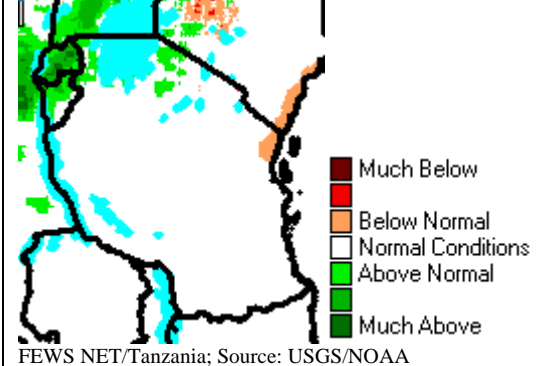 Much Below
Below Normal
Normal Conditions
Above Normal
Much Above
FEWS NET/Tanzania; Source: USGS/NOAA